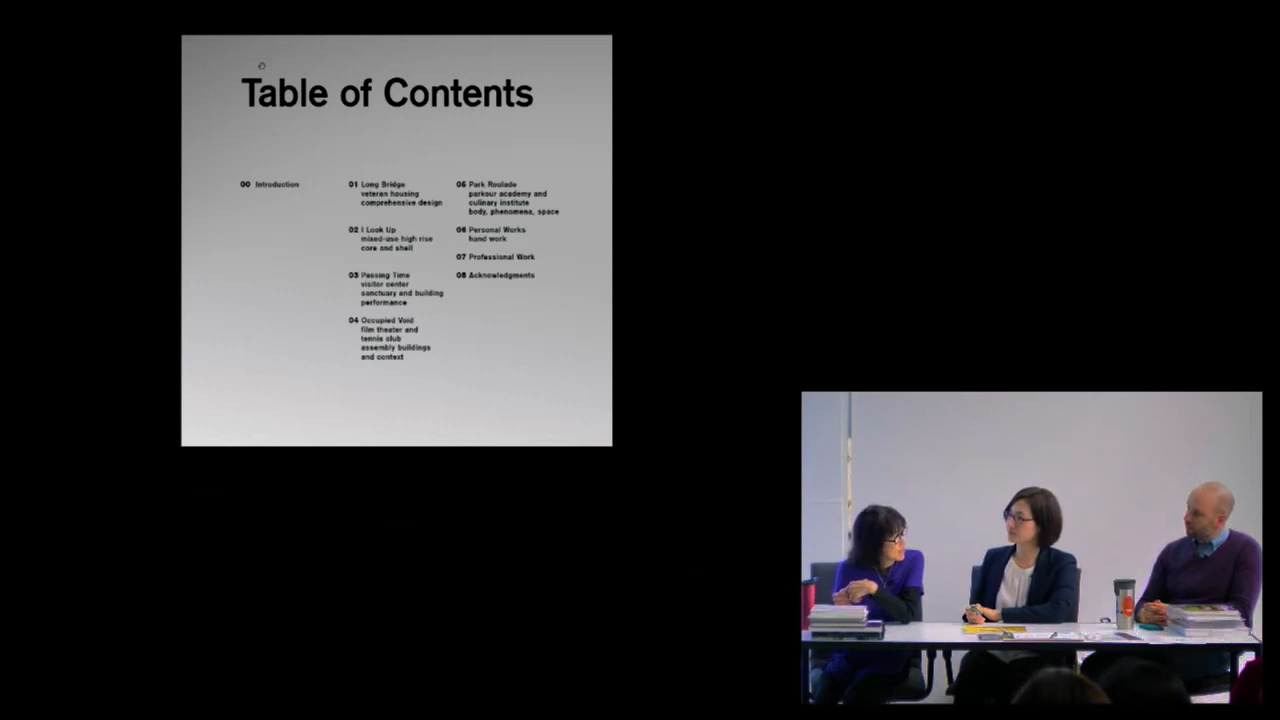 Table of Contents
00 Introduction
01 Long Bridge
veteran housing
comprehensive design
02 I Look Up
mixed-use high rise
core and shell
03 Passing Time
visitor center
sanctuary and building
performance
04 Occupied Void
film theater and
tennis club
assembly buildings
and context
05 Park Roulade
parkour academy and
culinary institute
body, phenomena, space
06 Personal Works
hand work
07 Professional Work
08 Acknowledgments